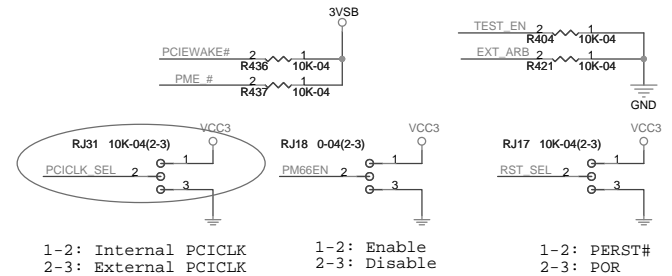 3VSB
PCIEWAKE# 2 1
R436 10K-04
PME_# 2 1
R437 10K-04
TEST_EN 2 1
R404 10K-04
EXT_ARB 2 1
R421 10K-04
GND
RJ31 10K-04(2-3) VCC3
1
PCICLK_SEL 2
3
1-2: Internal PCICLK
2-3: External PCICLK
RJ18 0-04(2-3) VCC3
1
PM66EN 2
3
1-2: Enable
2-3: Disable
RJ17 10K-04(2-3) VCC3
1
RST_SEL 2
3
1-2: PERST#
2-3: POR